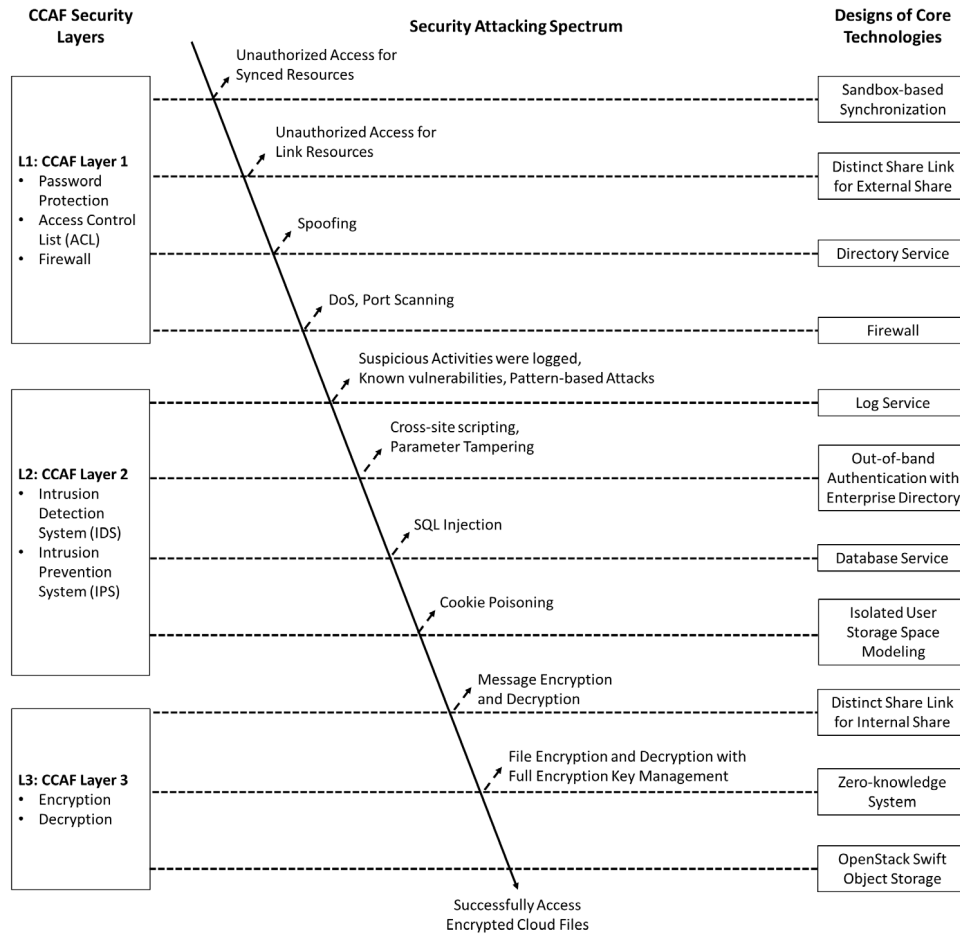 CCAF Security
Layers
Security Attacking Spectrum
Designs of Core
Technologies
Unauthorized Access for
Synced Resources
Sandbox-based
Synchronization
Unauthorized Access for
Link Resources
Distinct Share Link
for External Share
L1: CCAF Layer 1
• Password
Protection
• Access Control
List (ACL)
• Firewall
Spoofing
Directory Service
DoS, Port Scanning
Firewall
Suspicious Activities were logged,
Known vulnerabilities, Pattern-based Attacks
Log Service
Cross-site scripting,
Parameter Tampering
Out-of-band
Authentication with
Enterprise Directory
L2: CCAF Layer 2
• Intrusion
Detection
System (IDS)
• Intrusion
Prevention
System (IPS)
SQL Injection
Database Service
Cookie Poisoning
Isolated User
Storage Space
Modeling
Message Encryption
and Decryption
Distinct Share Link
for Internal Share
L3: CCAF Layer 3
• Encryption
• Decryption
File Encryption and Decryption with
Full Encryption Key Management
Zero-knowledge
System
OpenStack Swift
Object Storage
Successfully Access
Encrypted Cloud Files